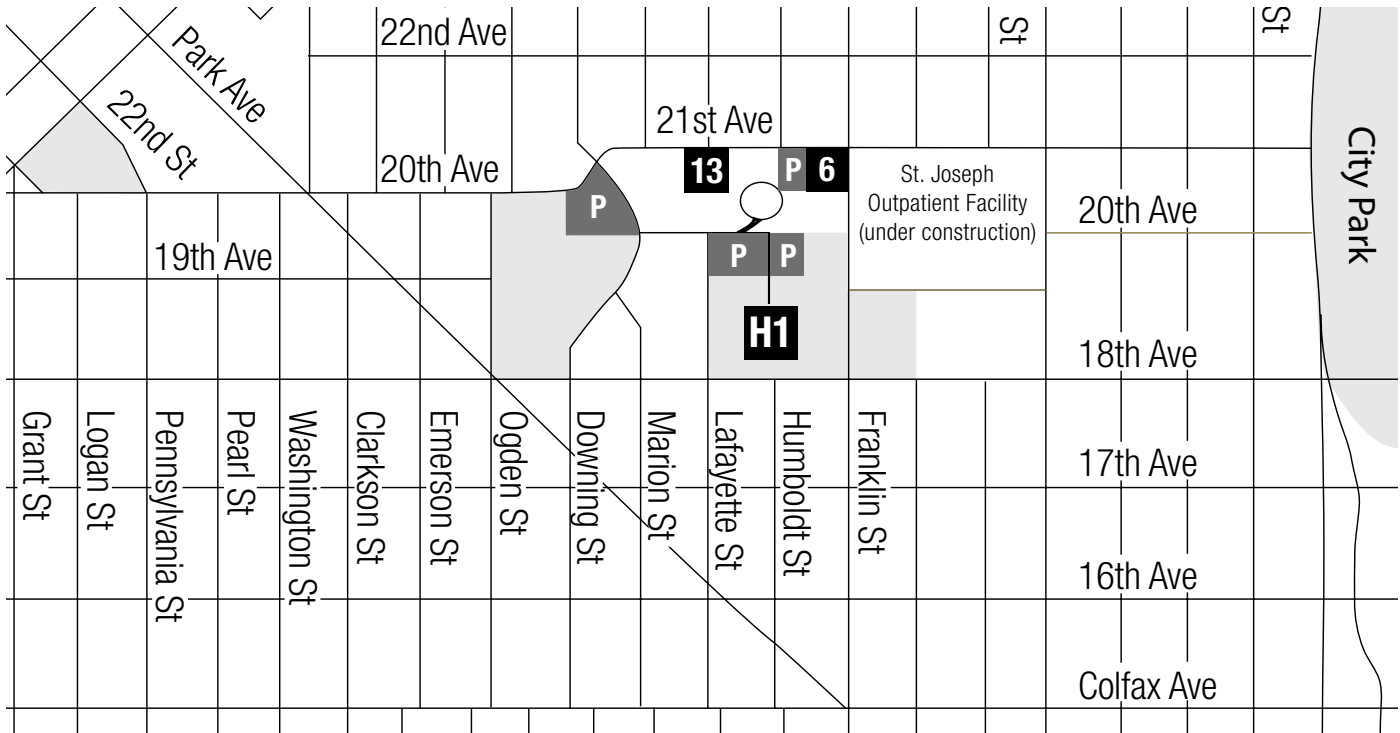 22nd Ave
St
St
Park Ave
22nd St
21st Ave
20th Ave
13
P
6
St. Joseph
Outpatient Facility
(under construction)
City Park
P
20th Ave
19th Ave
P
P
H1
18th Ave
Grant St
Logan St
Pennsylvania St
Pearl St
Washington St
Clarkson St
Emerson St
Ogden St
Downing St
Marion St
Lafayette St
Humboldt St
Franklin St
17th Ave
16th Ave
Colfax Ave